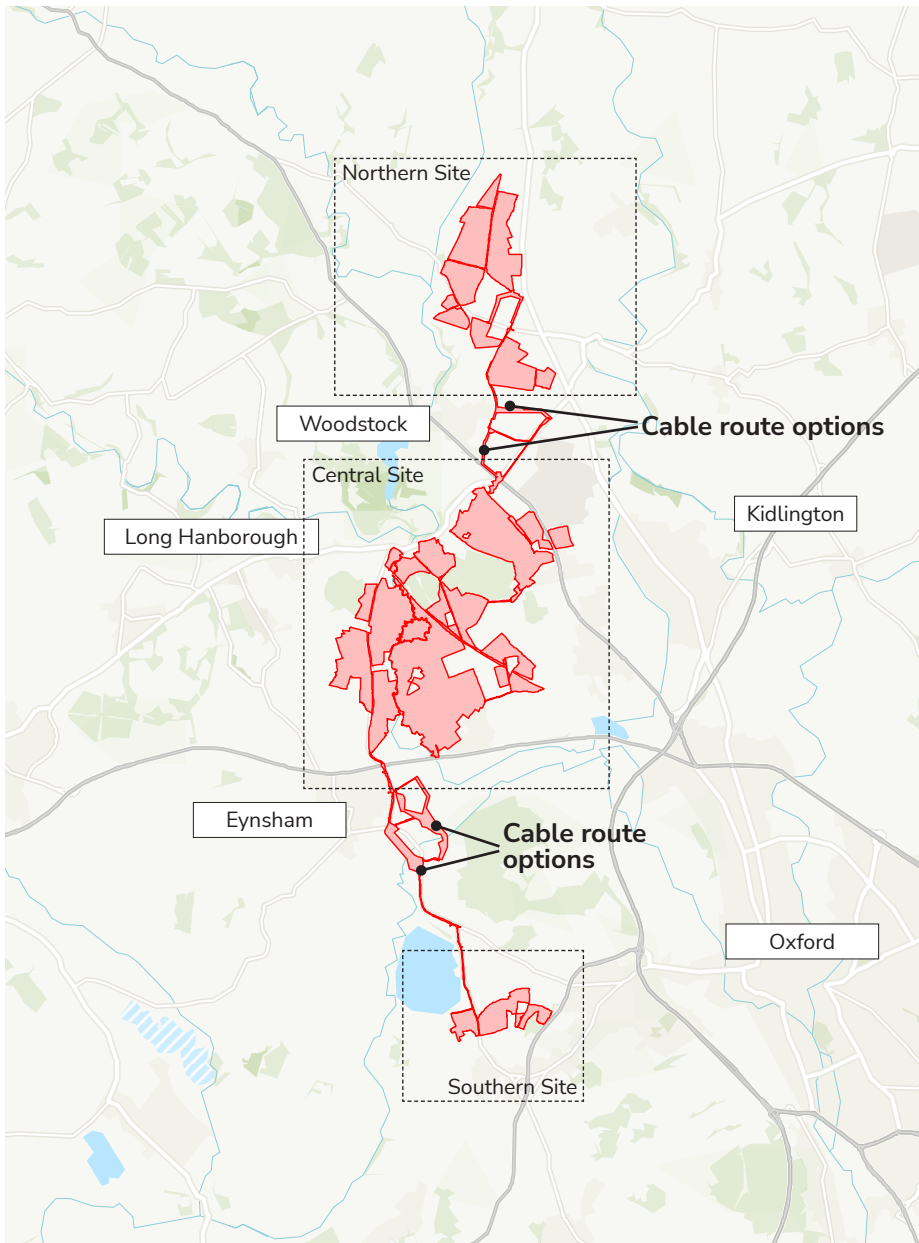 Northern Site
Woodstock
Cable route options
Central Site
Kidlington
Long Hanborough
Eynsham
Cable route
options
Oxford
Southern Site